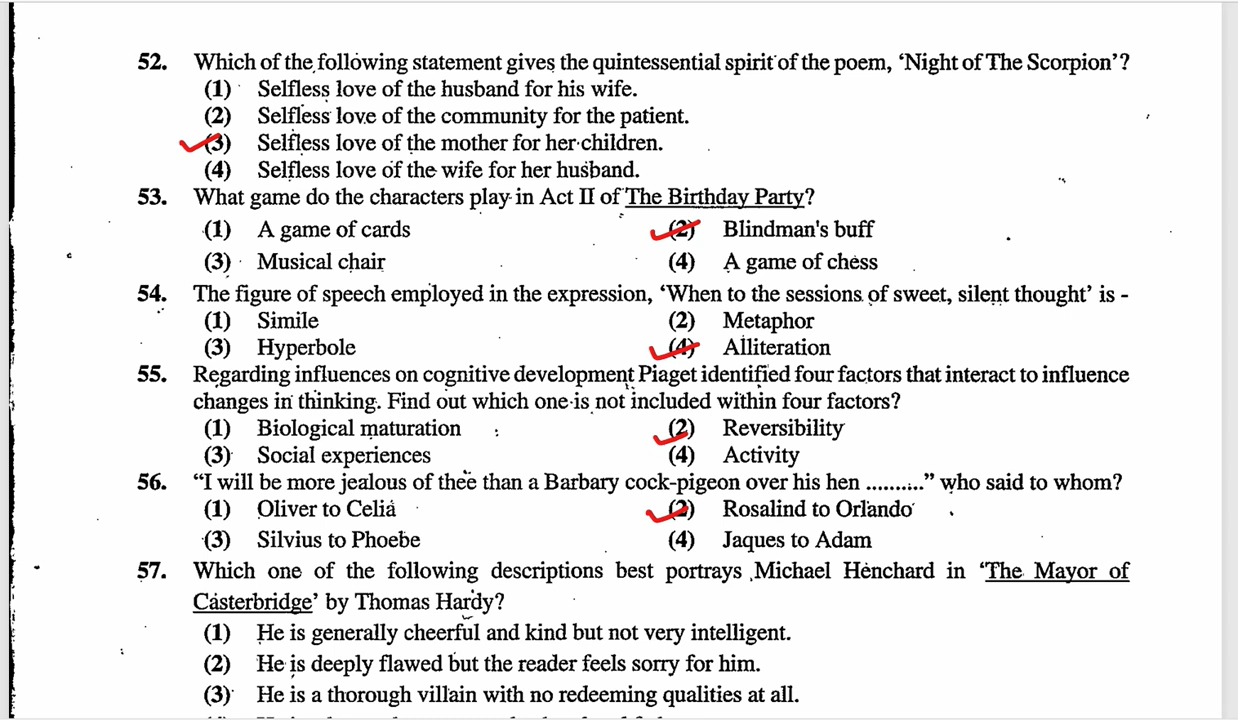 52. Which of the following statement gives the quintessential spirit of the poem, ‘Night of The Scorpion’?
(1) Selfless love of the husband for his wife.
(2) Selfless love of the community for the patient.
(3) Selfless love of the mother for her children.
(4) Selfless love of the wife for her husband.
53. What game do the characters play in Act II of The Birthday Party?
(1) A game of cards (2) Blindman's buff
(3) Musical chair (4) A game of chess
54. The figure of speech employed in the expression, ‘When to the sessions of sweet, silent thought’ is -
(1) Simile (2) Metaphor
(3) Hyperbole (4) Alliteration
55. Regarding influences on cognitive development Piaget identified four factors that interact to influence
changes in thinking. Find out which one is not included within four factors?
(1) Biological maturation (2) Reversibility
(3) Social experiences (4) Activity
56. “I will be more jealous of thee than a Barbary cock-pigeon over his hen ..........” who said to whom?
(1) Oliver to Celia (2) Rosalind to Orlando
(3) Silvius to Phoebe (4) Jaques to Adam
57. Which one of the following descriptions best portrays Michael Henchard in ‘The Mayor of
Casterbridge’ by Thomas Hardy?
(1) He is generally cheerful and kind but not very intelligent.
(2) He is deeply flawed but the reader feels sorry for him.
(3) He is a thorough villain with no redeeming qualities at all.